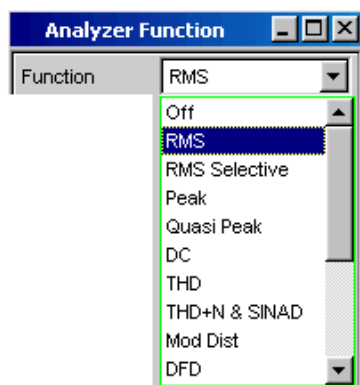 Analyzer Function
Function RMS
Off
RMS
RMS Selective
Peak
Quasi Peak
DC
THD
THD+N & SINAD
Mod Dist
DFD